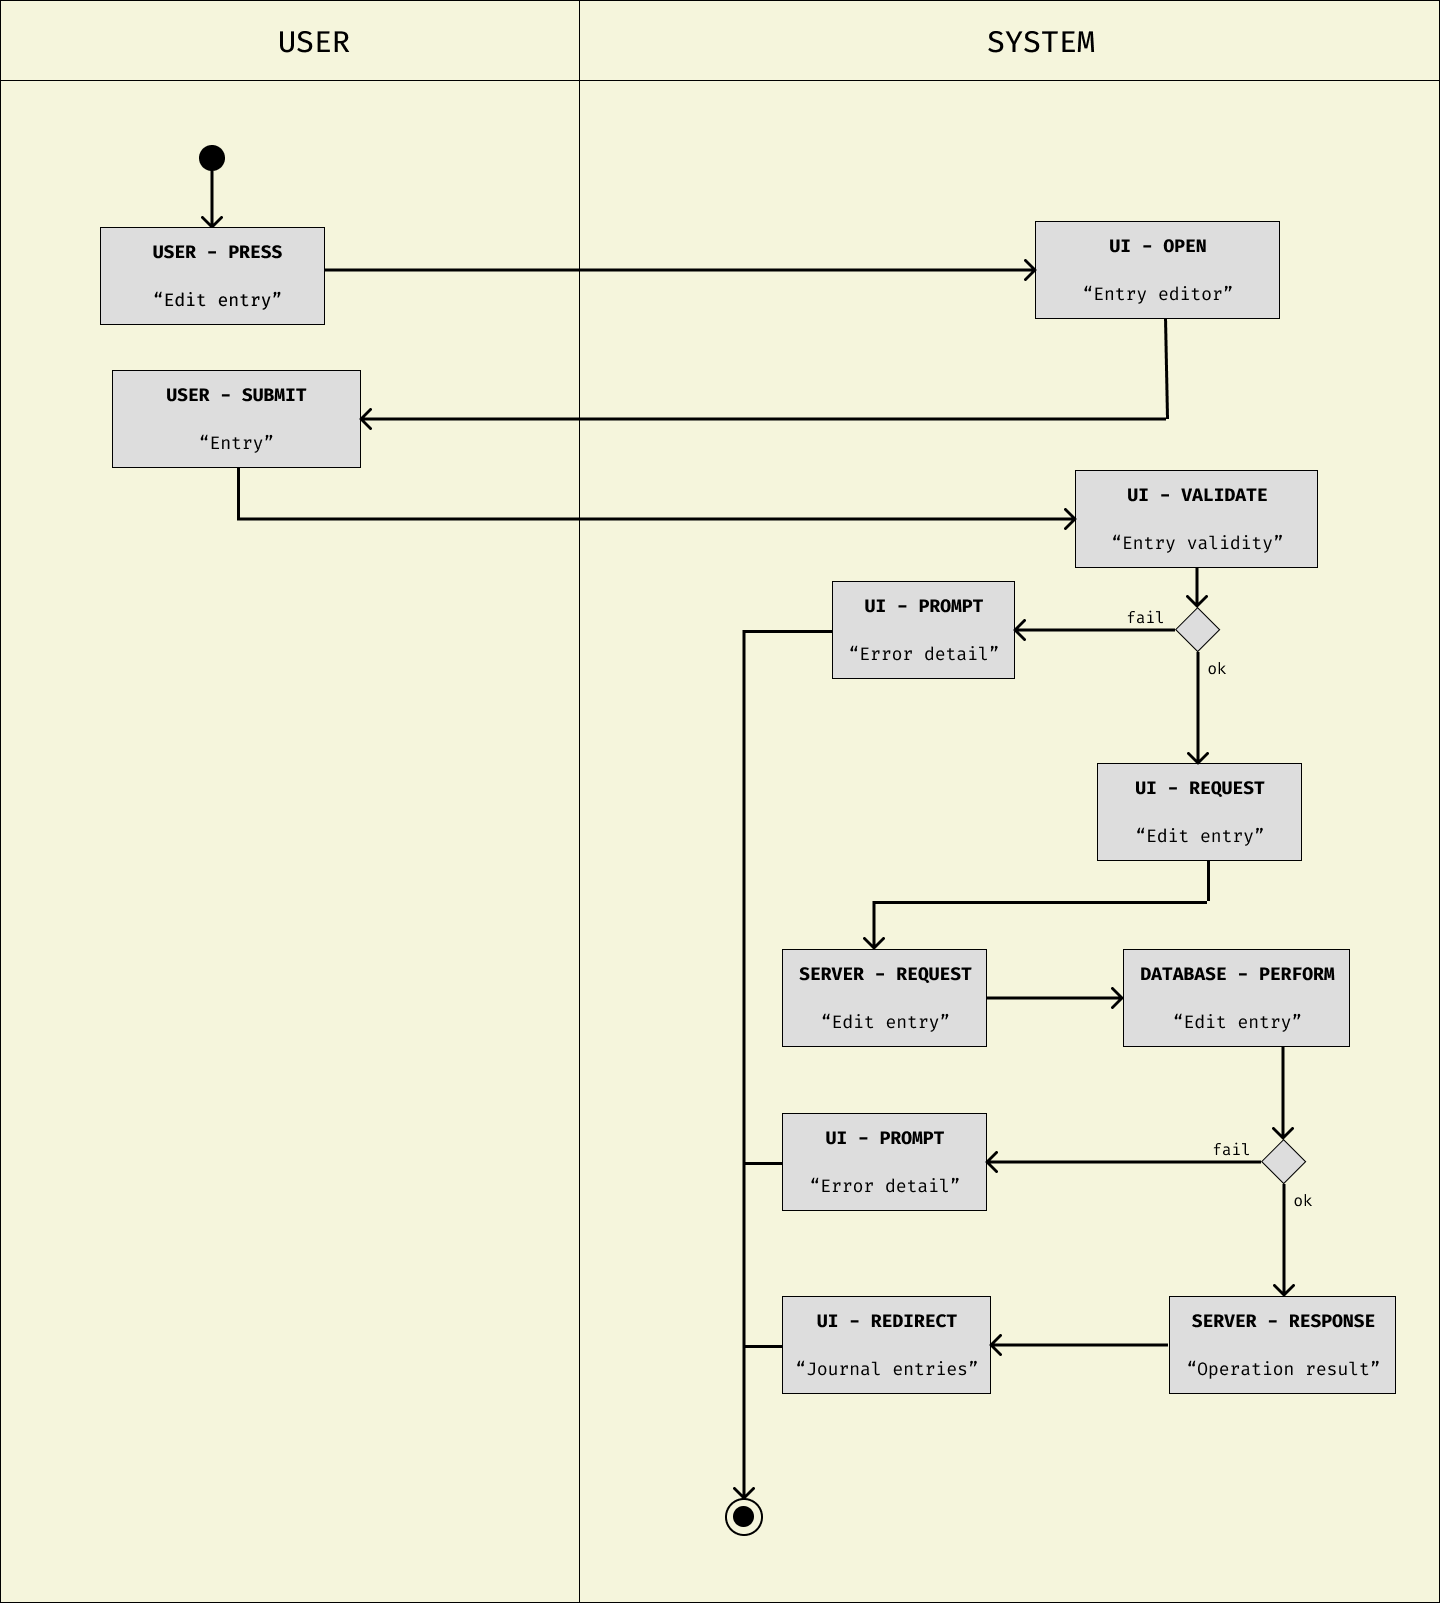 USER
SYSTEM
USER – PRESS
“Edit entry”
UI – OPEN
“Entry editor”
USER – SUBMIT
“Entry”
UI – VALIDATE
“Entry validity”
UI – PROMPT
“Error detail”
fail
ok
UI – REQUEST
“Edit entry”
SERVER – REQUEST
“Edit entry”
DATABASE – PERFORM
“Edit entry”
UI – PROMPT
“Error detail”
fail
ok
UI – REDIRECT
“Journal entries”
SERVER – RESPONSE
“Operation result”